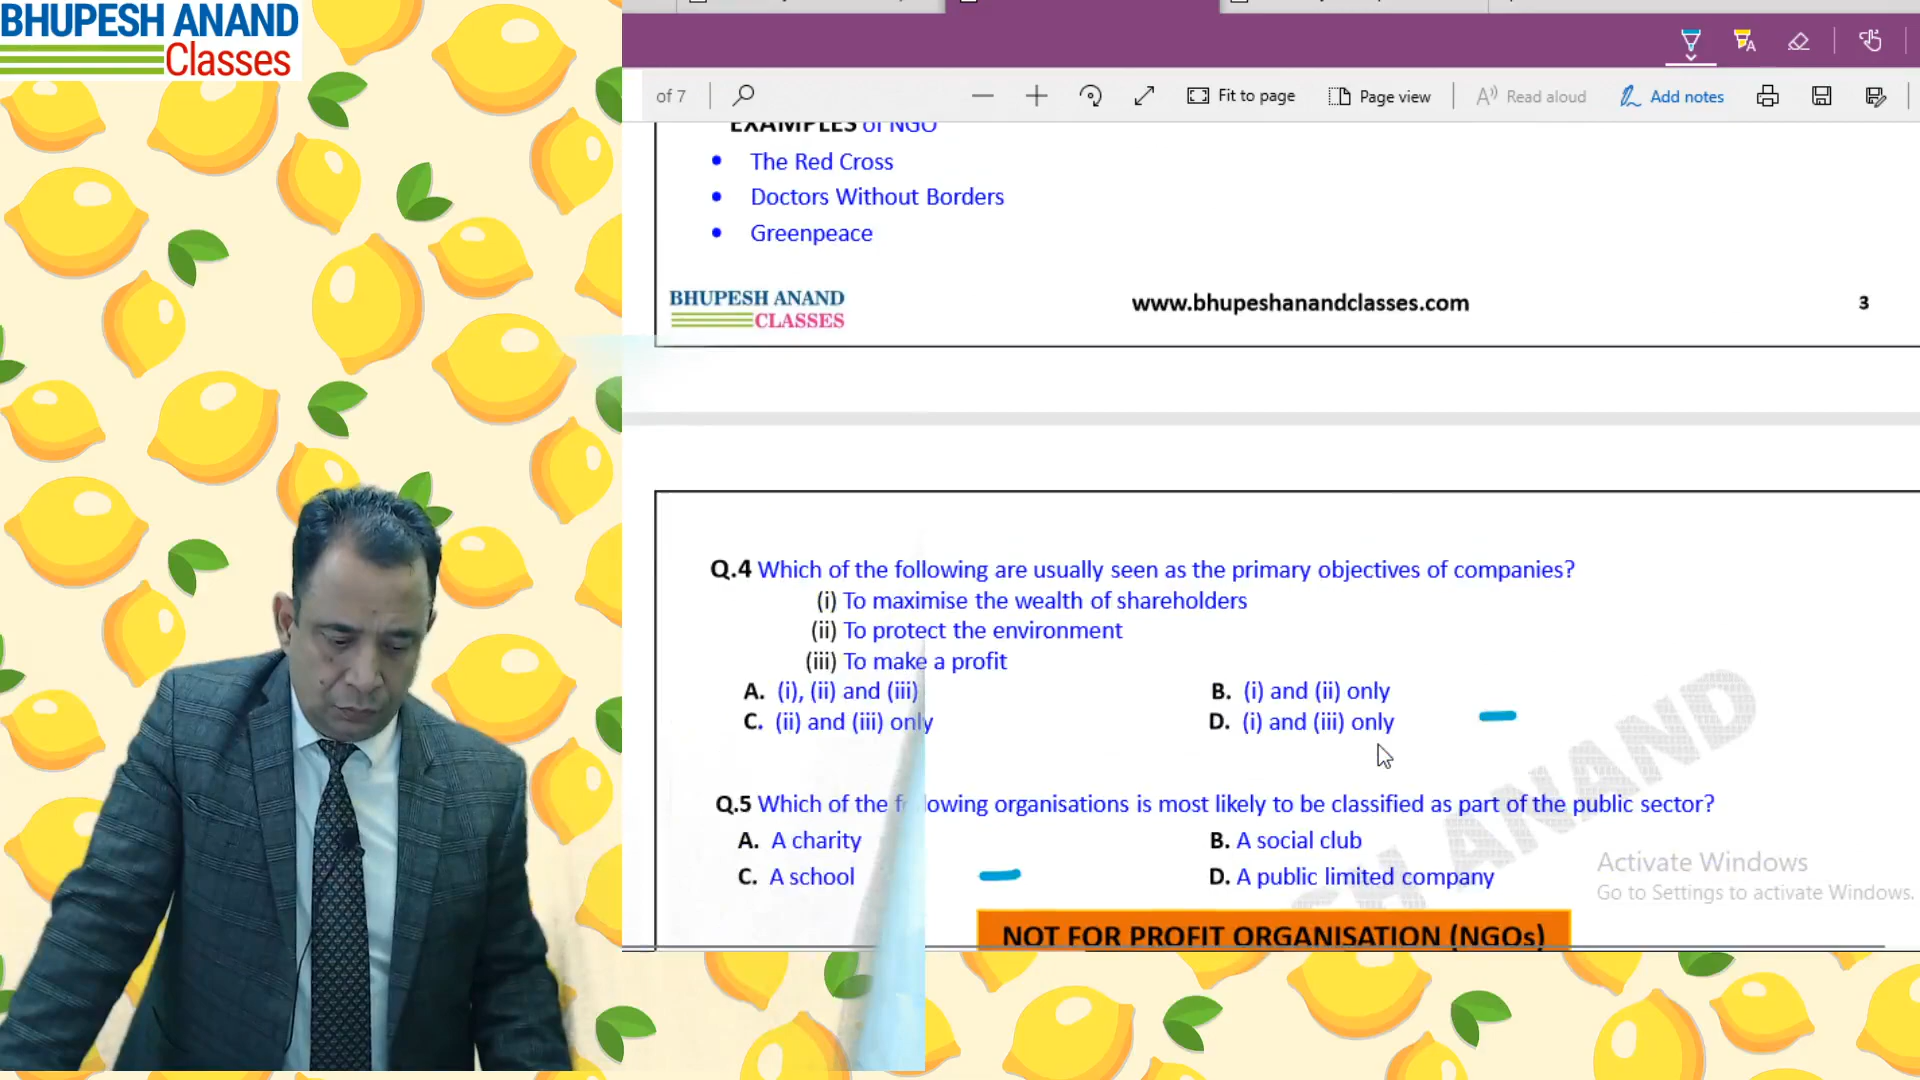 BHUPESH ANAND
Classes
of 7
Fit to page
Page view
Read aloud
Add notes
EXAMPLES of NGO
• The Red Cross
• Doctors Without Borders
• Greenpeace
BHUPESH ANAND
CLASSES
www.bhupeshanandclasses.com
3
Q.4 Which of the following are usually seen as the primary objectives of companies?
(i) To maximise the wealth of shareholders
(ii) To protect the environment
(iii) To make a profit
A. (i), (ii) and (iii)
B. (i) and (ii) only
C. (ii) and (iii) only
D. (i) and (iii) only
Q.5 Which of the following organisations is most likely to be classified as part of the public sector?
A. A charity
B. A social club
C. A school
D. A public limited company
Activate Windows
Go to Settings to activate Windows.
NOT FOR PROFIT ORGANISATION (NGOs)